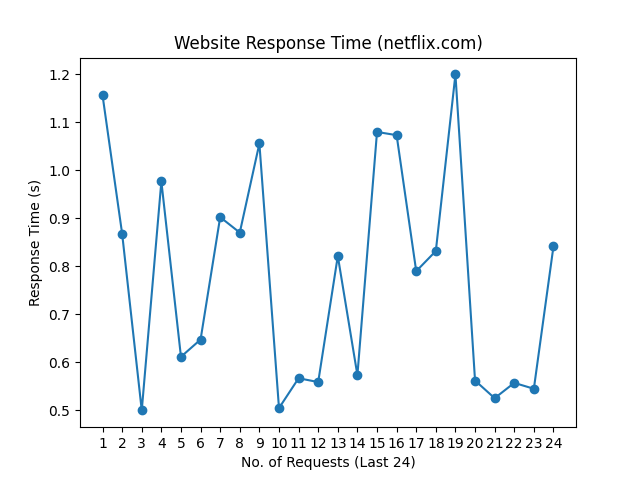 Website Response Time (netflix.com)
1.2
1.1
1.0
0.9
0.8
0.7
0.6
0.5
Response Time (s)
1 2 3 4 5 6 7 8 9 10 11 12 13 14 15 16 17 18 19 20 21 22 23 24
No. of Requests (Last 24)